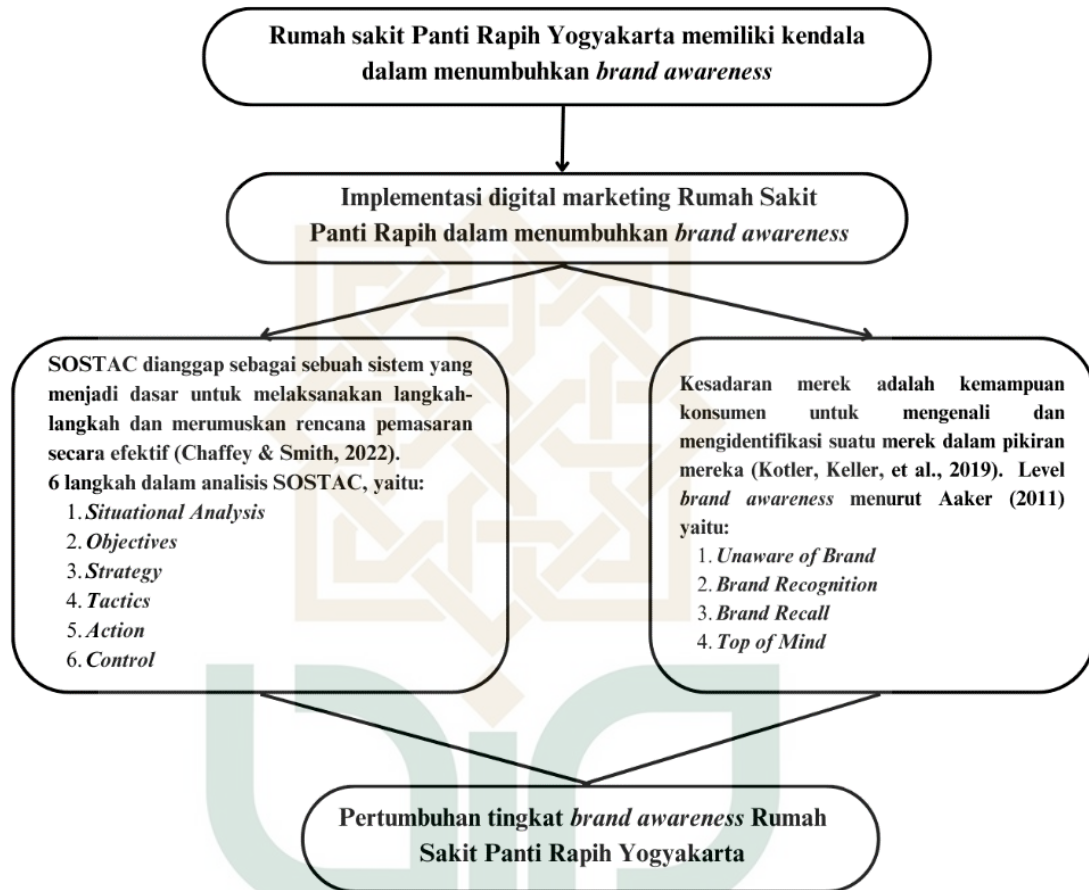 Rumah sakit Panti Rapih Yogyakarta memiliki kendala
dalam menumbuhkan brand awareness
Implementasi digital marketing Rumah Sakit
Panti Rapih dalam menumbuhkan brand awareness
SOSTAC dianggap sebagai sebuah sistem yang
menjadi dasar untuk melaksanakan langkah-
langkah dan merumuskan rencana pemasaran
secara efektif (Chaffey & Smith, 2022).
6 langkah dalam analisis SOSTAC, yaitu:
1. Situational Analysis
2. Objectives
3. Strategy
4. Tactics
5. Action
6. Control
Kesadaran merek adalah kemampuan
konsumen untuk mengenali dan
mengidentifikasi suatu merek dalam pikiran
mereka (Kotler, Keller, et al., 2019). Level
brand awareness menurut Aaker (2011)
yaitu:
1. Unaware of Brand
2. Brand Recognition
3. Brand Recall
4. Top of Mind
Pertumbuhan tingkat brand awareness Rumah
Sakit Panti Rapih Yogyakarta